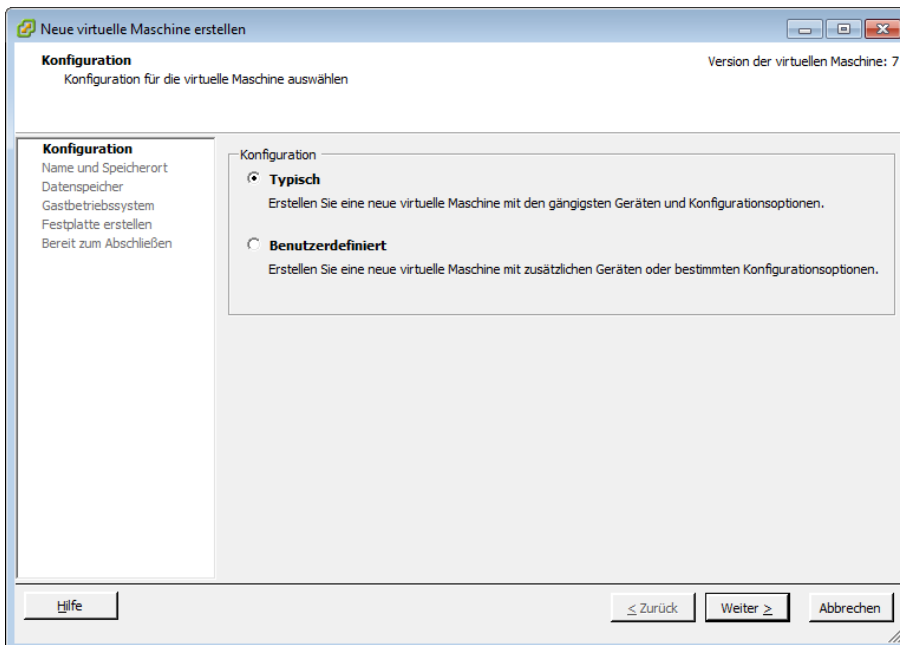 Neue virtuelle Maschine erstellen
Konfiguration
Konfiguration für die virtuelle Maschine auswählen
Version der virtuellen Maschine: 7
Konfiguration
Name und Speicherort
Datenspeicher
Gastbetriebssystem
Festplatte erstellen
Bereit zum Abschließen
Konfiguration
Typisch
Erstellen Sie eine neue virtuelle Maschine mit den gängigsten Geräten und Konfigurationsoptionen.
Benutzerdefiniert
Erstellen Sie eine neue virtuelle Maschine mit zusätzlichen Geräten oder bestimmten Konfigurationsoptionen.
Hilfe
< Zurück
Weiter >
Abbrechen